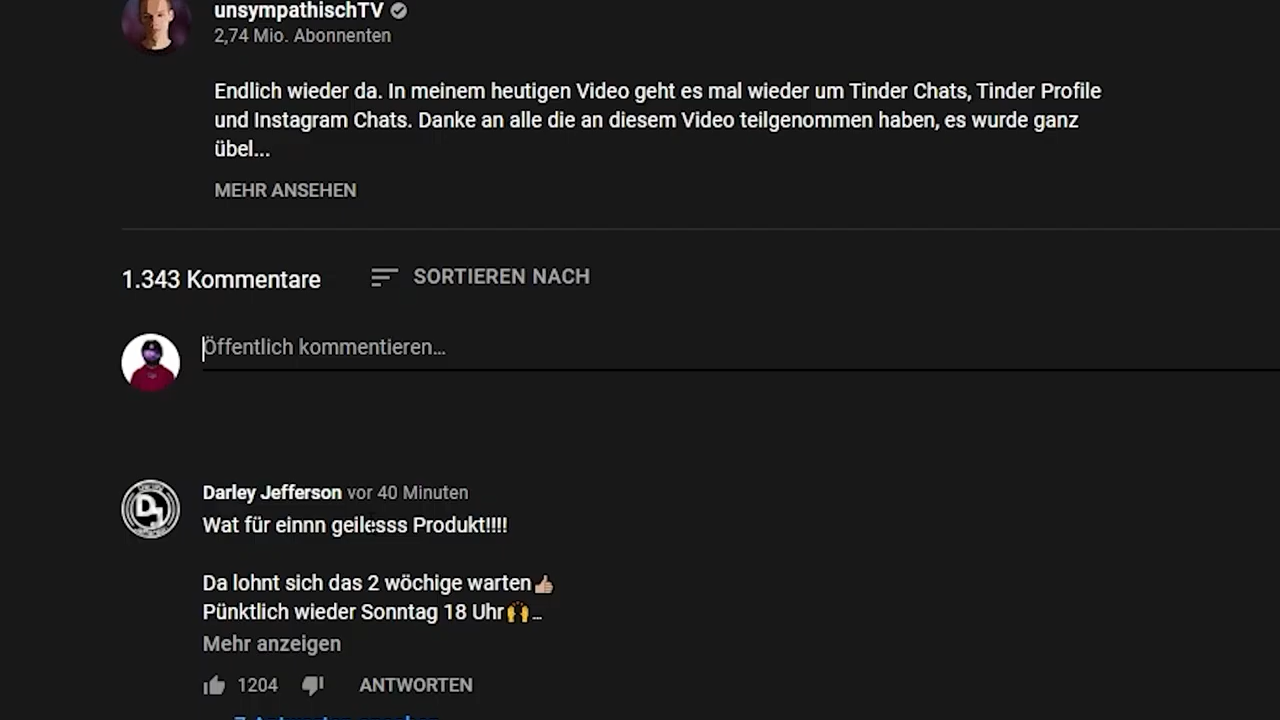 unsympathischTV
2,74 Mio. Abonnenten
Endlich wieder da. In meinem heutigen Video geht es mal wieder um Tinder Chats, Tinder Profile
und Instagram Chats. Danke an alle die an diesem Video teilgenommen haben, es wurde ganz
übel...
MEHR ANSEHEN
1.343 Kommentare
SORTIEREN NACH
Öffentlich kommentieren...
Darley Jefferson vor 40 Minuten
Wat für einnn geilesss Produkt!!!!
Da lohnt sich das 2 wöchige warten👍🏼
Pünktlich wieder Sonntag 18 Uhr🙌...
Mehr anzeigen
1204
ANTWORTEN